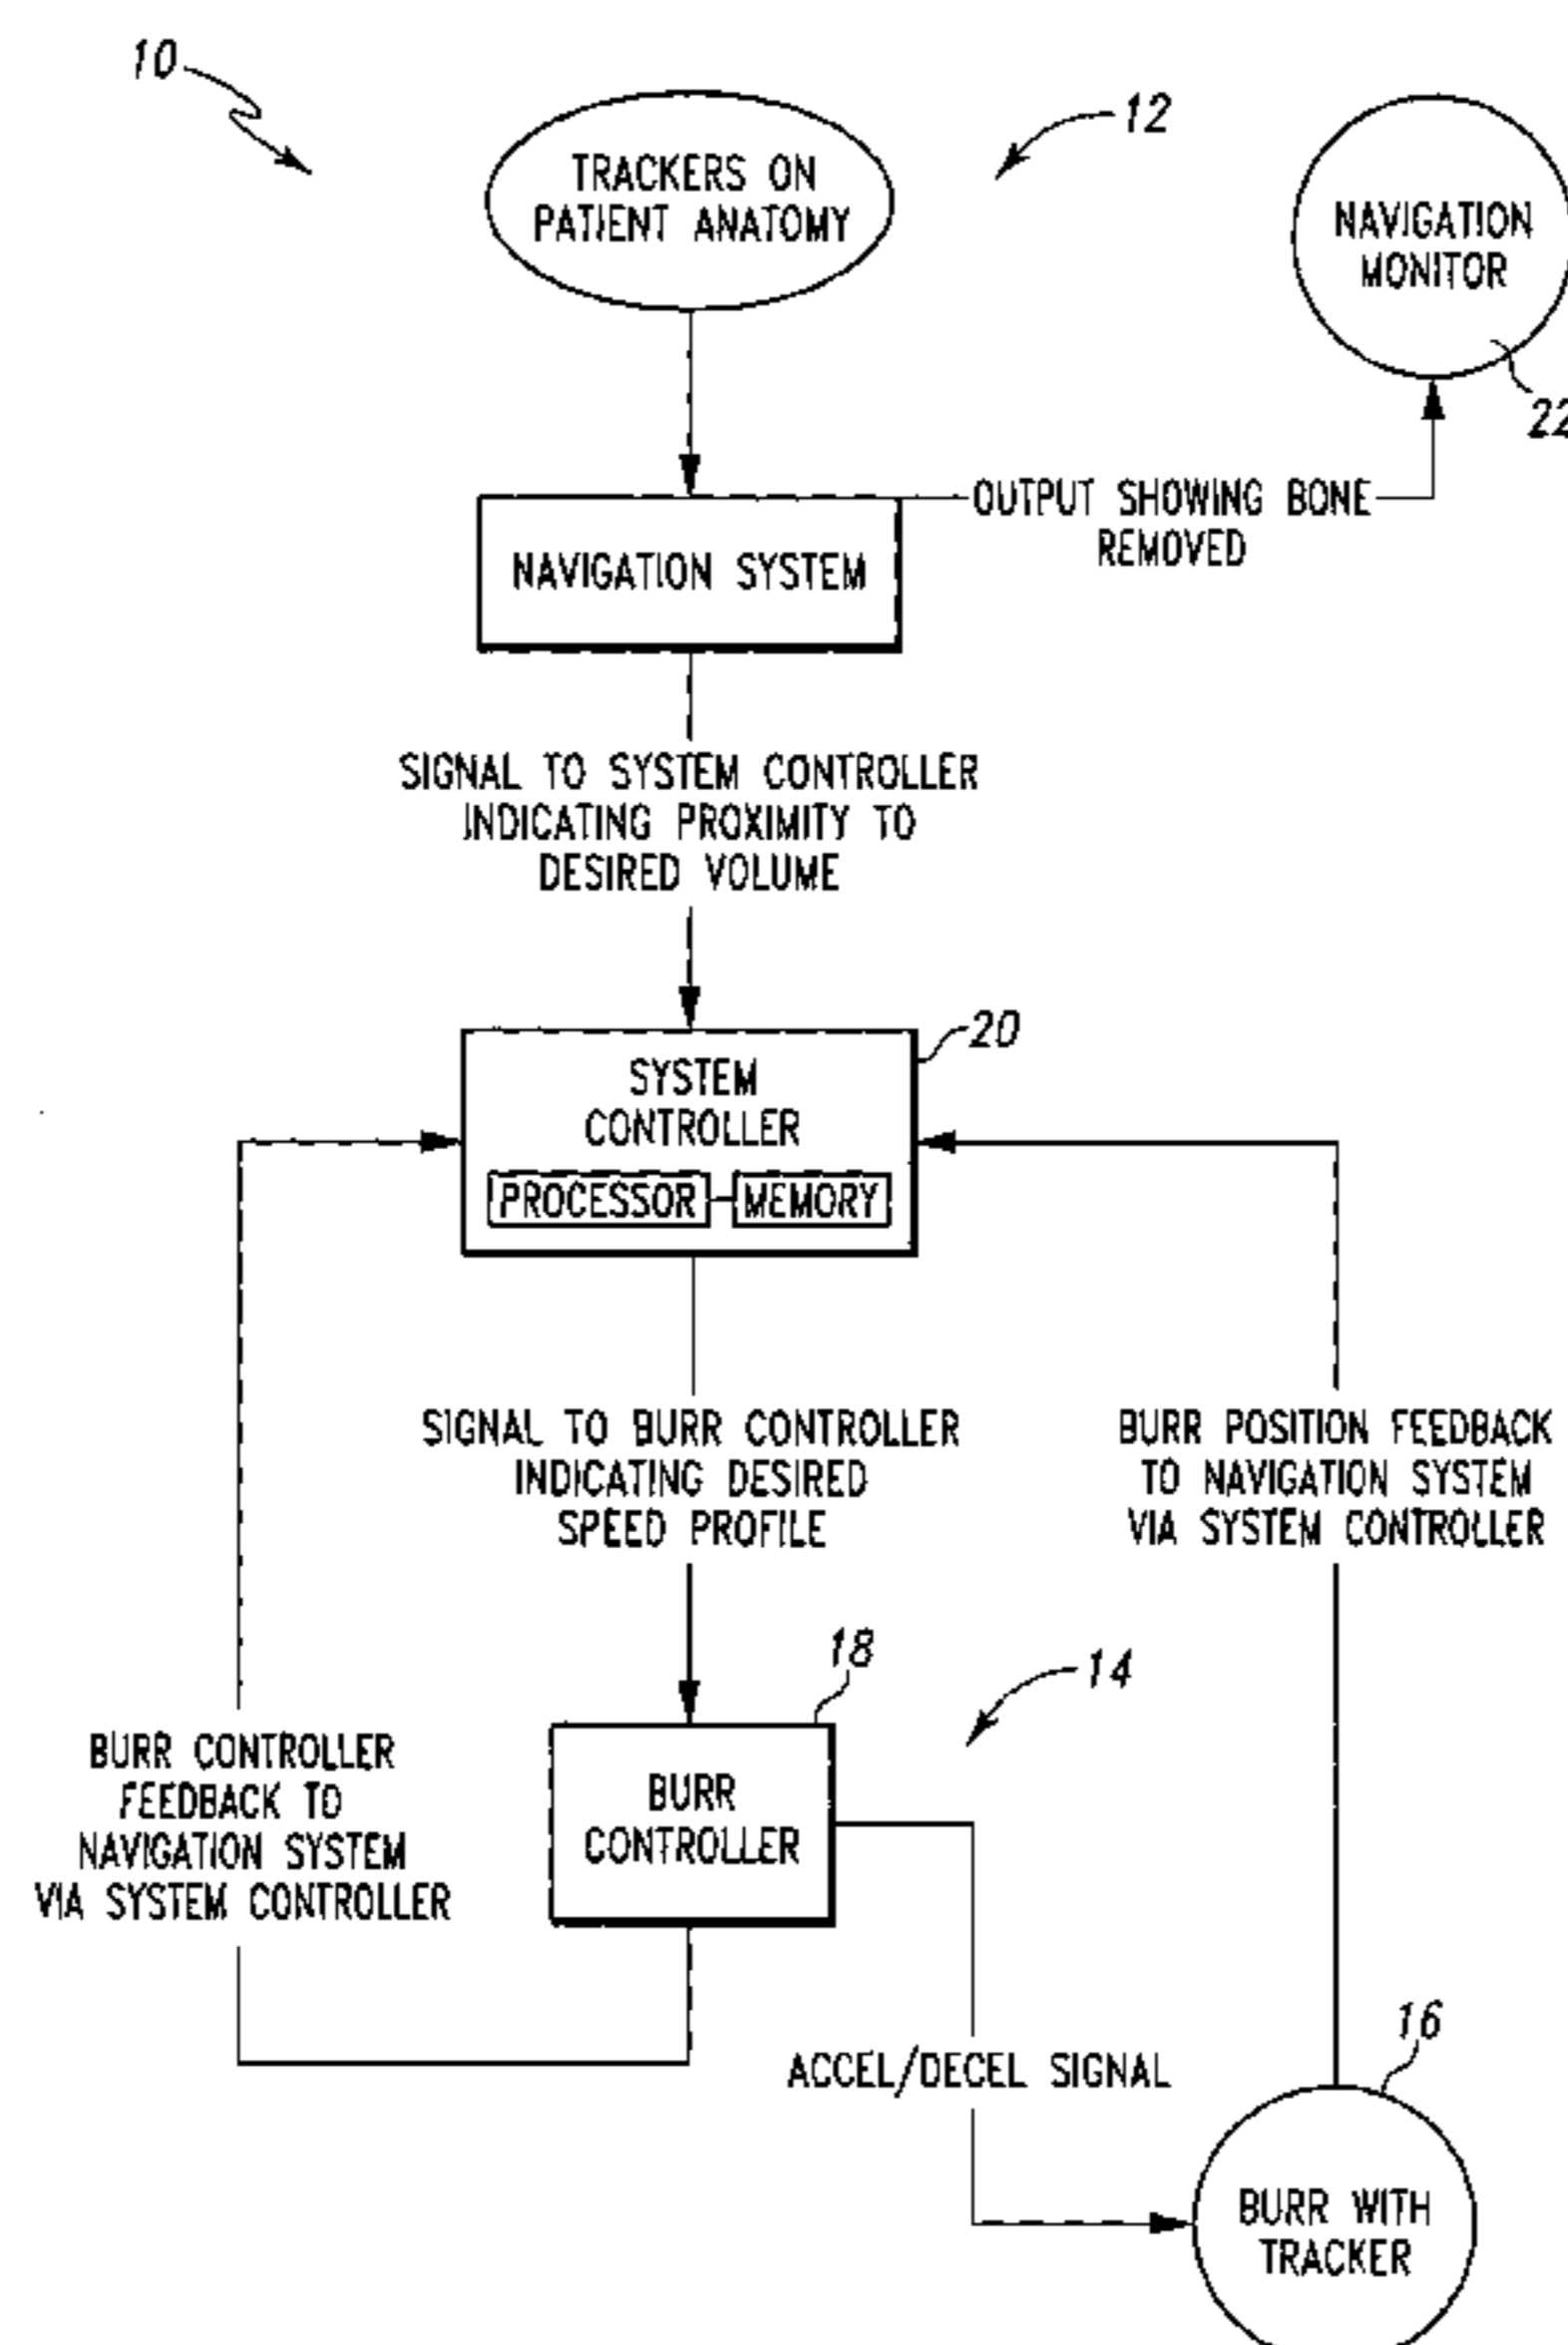 10
12
TRACKERS ON
PATIENT ANATOMY
NAVIGATION
MONITOR
22
OUTPUT SHOWING BONE
REMOVED
NAVIGATION SYSTEM
SIGNAL TO SYSTEM CONTROLLER
INDICATING PROXIMITY TO
DESIRED VOLUME
20
SYSTEM
CONTROLLER
PROCESSOR
MEMORY
SIGNAL TO BURR CONTROLLER
INDICATING DESIRED
SPEED PROFILE
BURR POSITION FEEDBACK
TO NAVIGATION SYSTEM
VIA SYSTEM CONTROLLER
18
14
BURR CONTROLLER
FEEDBACK TO
NAVIGATION SYSTEM
VIA SYSTEM CONTROLLER
BURR
CONTROLLER
16
ACCEL/DECEL SIGNAL
BURR WITH
TRACKER